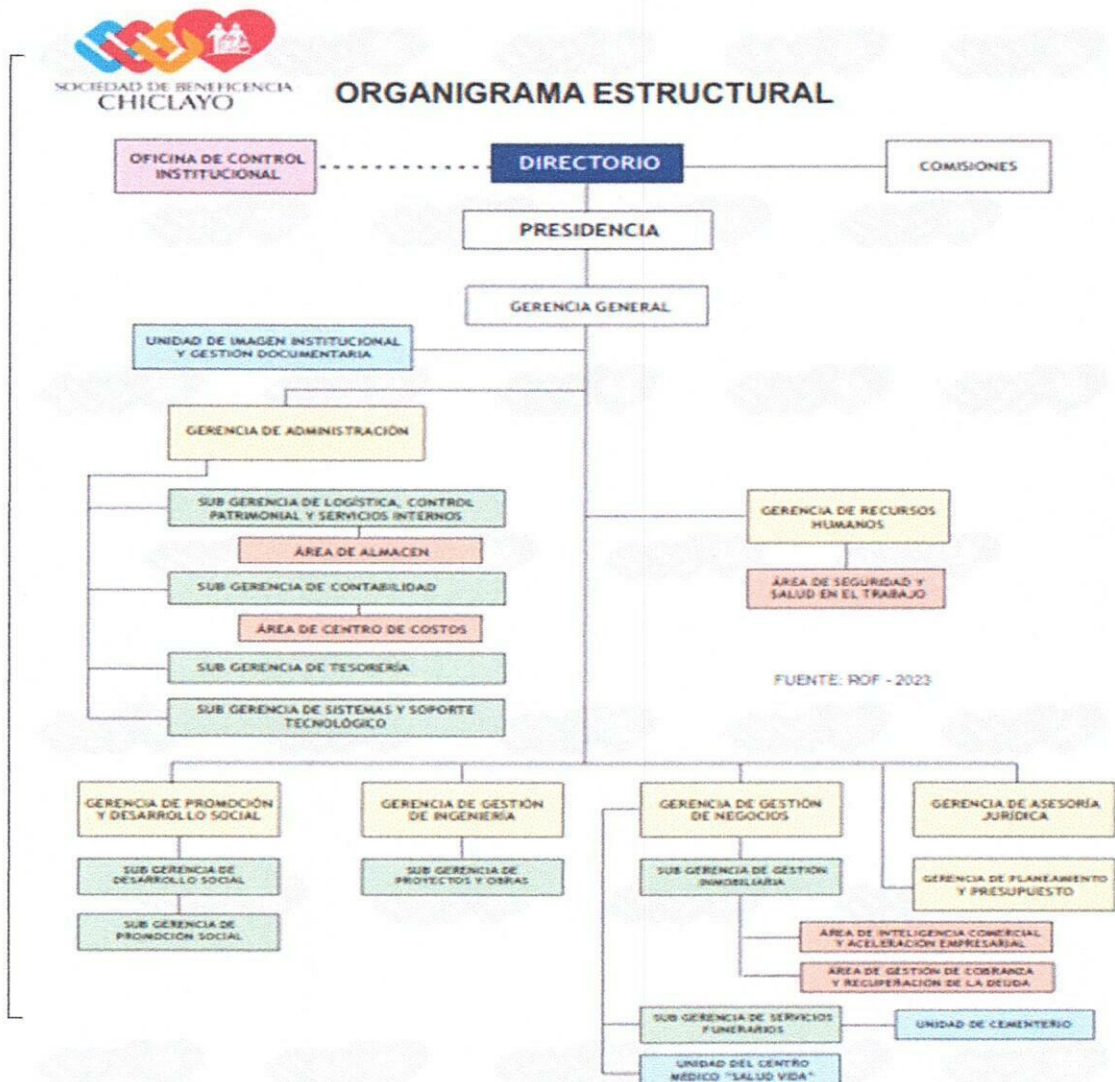 SOCIEDAD DE BENEFICENCIA
CHICLAYO
ORGANIGRAMA ESTRUCTURAL
OFICINA DE CONTROL
INSTITUCIONAL
DIRECTORIO
COMISIONES
PRESIDENCIA
GERENCIA GENERAL
UNIDAD DE IMAGEN INSTITUCIONAL
Y GESTIÓN DOCUMENTARIA
GERENCIA DE ADMINISTRACIÓN
SUB GERENCIA DE LOGÍSTICA, CONTROL
PATRIMONIAL Y SERVICIOS INTERNOS
ÁREA DE ALMACEN
SUB GERENCIA DE CONTABILIDAD
ÁREA DE CENTRO DE COSTOS
SUB GERENCIA DE TESORERÍA
SUB GERENCIA DE SISTEMAS Y SOPORTE
TECNOLÓGICO
GERENCIA DE RECURSOS
HUMANOS
ÁREA DE SEGURIDAD Y
SALUD EN EL TRABAJO
FUENTE: ROF - 2023
GERENCIA DE PROMOCIÓN
Y DESARROLLO SOCIAL
SUB GERENCIA DE
DESARROLLO SOCIAL
SUB GERENCIA DE
PROMOCIÓN SOCIAL
GERENCIA DE GESTIÓN
DE INGENIERÍA
SUB GERENCIA DE
PROYECTOS Y OBRAS
GERENCIA DE GESTIÓN
DE NEGOCIOS
SUB GERENCIA DE GESTIÓN
INMOBILIARIA
ÁREA DE INTELIGENCIA COMERCIAL
Y ACELERACIÓN EMPRESARIAL
ÁREA DE GESTIÓN DE COBRANZA
Y RECUPERACIÓN DE LA DEUDA
SUB GERENCIA DE SERVICIOS
FUNERARIOS
UNIDAD DE CEMENTERIO
UNIDAD DEL CENTRO
MÉDICO "SALUD VIDA"
GERENCIA DE ASESORÍA
JURÍDICA
GERENCIA DE PLANEAMIENTO
Y PRESUPUESTO